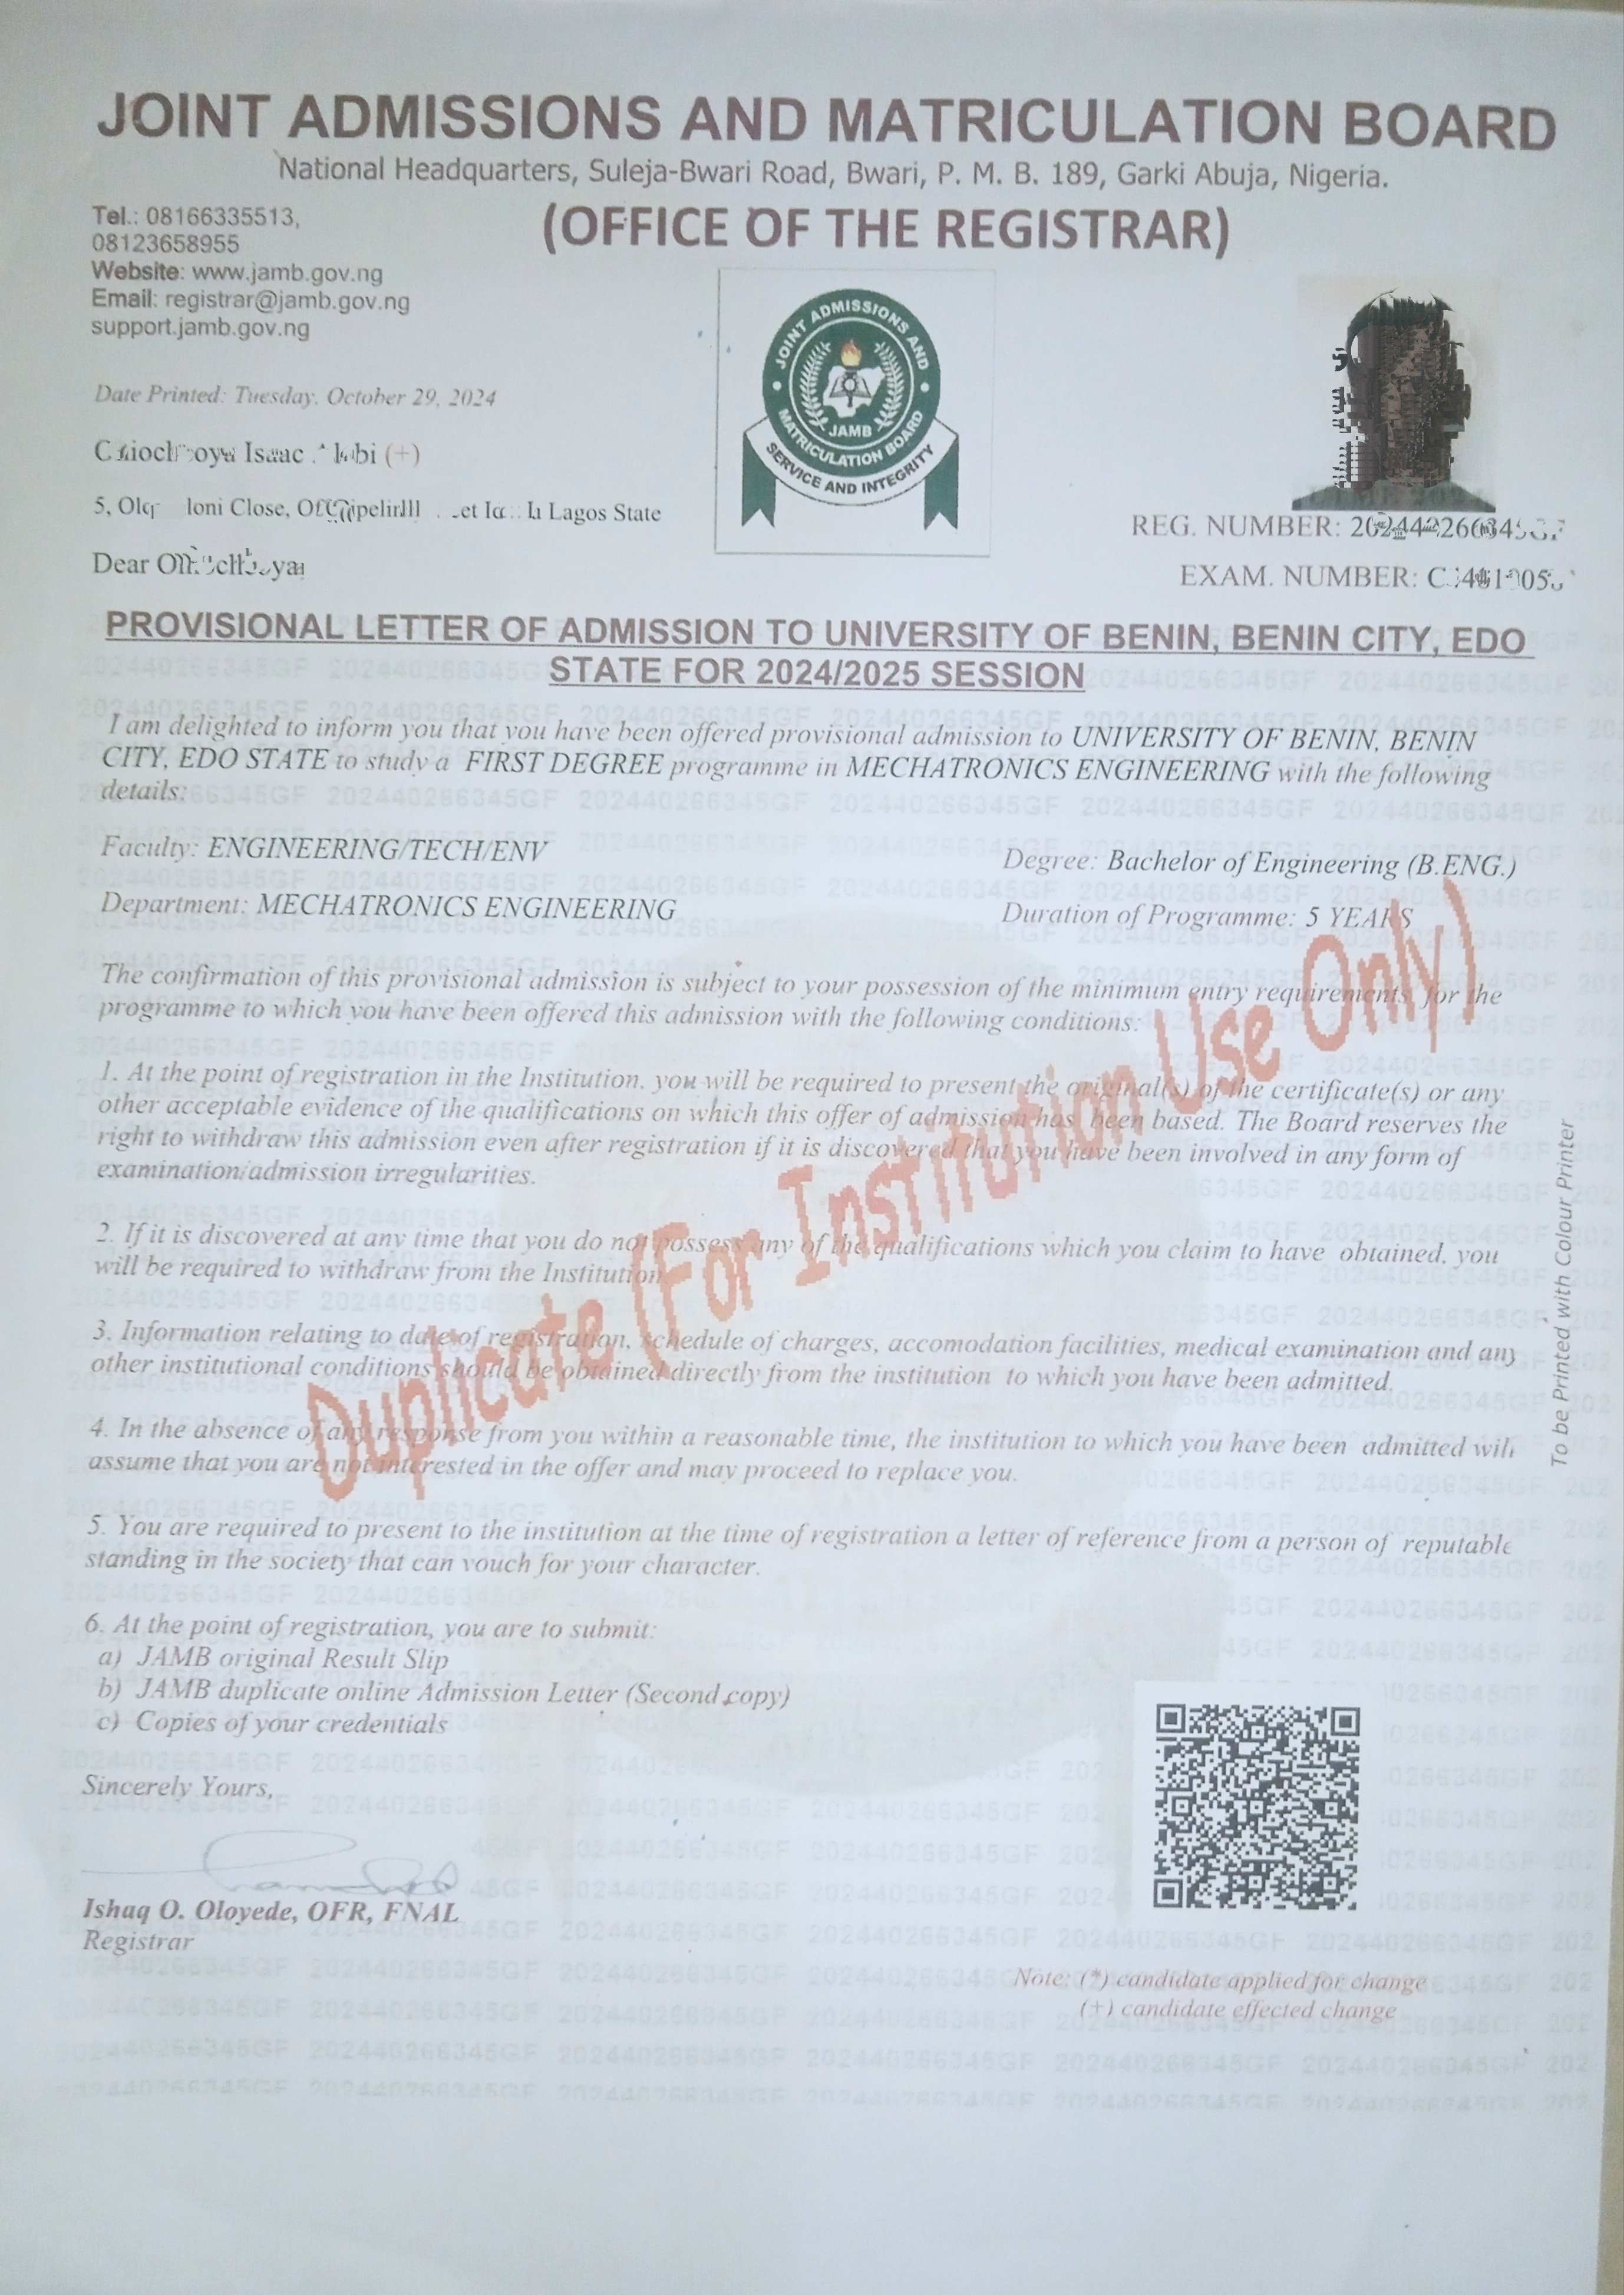 JOINT ADMISSIONS AND MATRICULATION BOARD
National Headquarters, Suleja-Bwari Road, Bwari, P. M. B. 189, Garki Abuja, Nigeria.
(OFFICE OF THE REGISTRAR)
Tel.: 08166335513,
08123658955
Website: www.jamb.gov.ng
Email: registrar@jamb.gov.ng
support.jamb.gov.ng
JOINT ADMISSIONS AND MATRICULATION BOARD
JAMB
SERVICE AND INTEGRITY
Date Printed: Tuesday, October 29, 2024
Isaac (+)
5, Close, Lagos State
REG. NUMBER:
Dear
EXAM. NUMBER:
PROVISIONAL LETTER OF ADMISSION TO UNIVERSITY OF BENIN, BENIN CITY, EDO
STATE FOR 2024/2025 SESSION
I am delighted to inform you that you have been offered provisional admission to UNIVERSITY OF BENIN, BENIN
CITY, EDO STATE to study a FIRST DEGREE programme in MECHATRONICS ENGINEERING with the following
details:
Faculty: ENGINEERING/TECH/ENV
Degree: Bachelor of Engineering (B.ENG.)
Department: MECHATRONICS ENGINEERING
Duration of Programme: 5 YEARS
The confirmation of this provisional admission is subject to your possession of the minimum entry requirements, for the
programme to which you have been offered this admission with the following conditions:
1. At the point of registration in the Institution, you will be required to present the original(s) of the certificate(s) or any
other acceptable evidence of the qualifications on which this offer of admission has been based. The Board reserves the
right to withdraw this admission even after registration if it is discovered that you have been involved in any form of
examination/admission irregularities.
2. If it is discovered at any time that you do not possess any of the qualifications which you claim to have obtained, you
will be required to withdraw from the Institution
3. Information relating to date of registration, schedule of charges, accomodation facilities, medical examination and any
other institutional conditions should be obtained directly from the institution to which you have been admitted.
4. In the absence of any response from you within a reasonable time, the institution to which you have been admitted will
assume that you are not interested in the offer and may proceed to replace you.
5. You are required to present to the institution at the time of registration a letter of reference from a person of reputable
standing in the society that can vouch for your character.
6. At the point of registration, you are to submit:
a) JAMB original Result Slip
b) JAMB duplicate online Admission Letter (Second copy)
c) Copies of your credentials
Duplicate (For Institution Use Only)
To be Printed with Colour Printer
Sincerely Yours,
Ishaq O. Oloyede, OFR, FNAL
Registrar
Note: (*) candidate applied for change
(+) candidate effected change